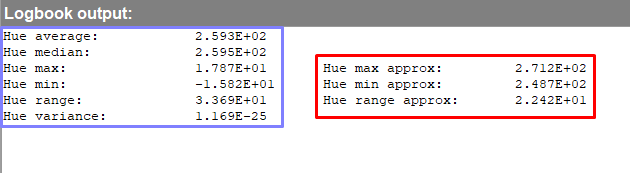 Logbook output:
Hue average: 2.593E+02
Hue median: 2.595E+02
Hue max: 1.787E+01
Hue min: -1.582E+01
Hue range: 3.369E+01
Hue variance: 1.169E-25
Hue max approx: 2.712E+02
Hue min approx: 2.487E+02
Hue range approx: 2.242E+01